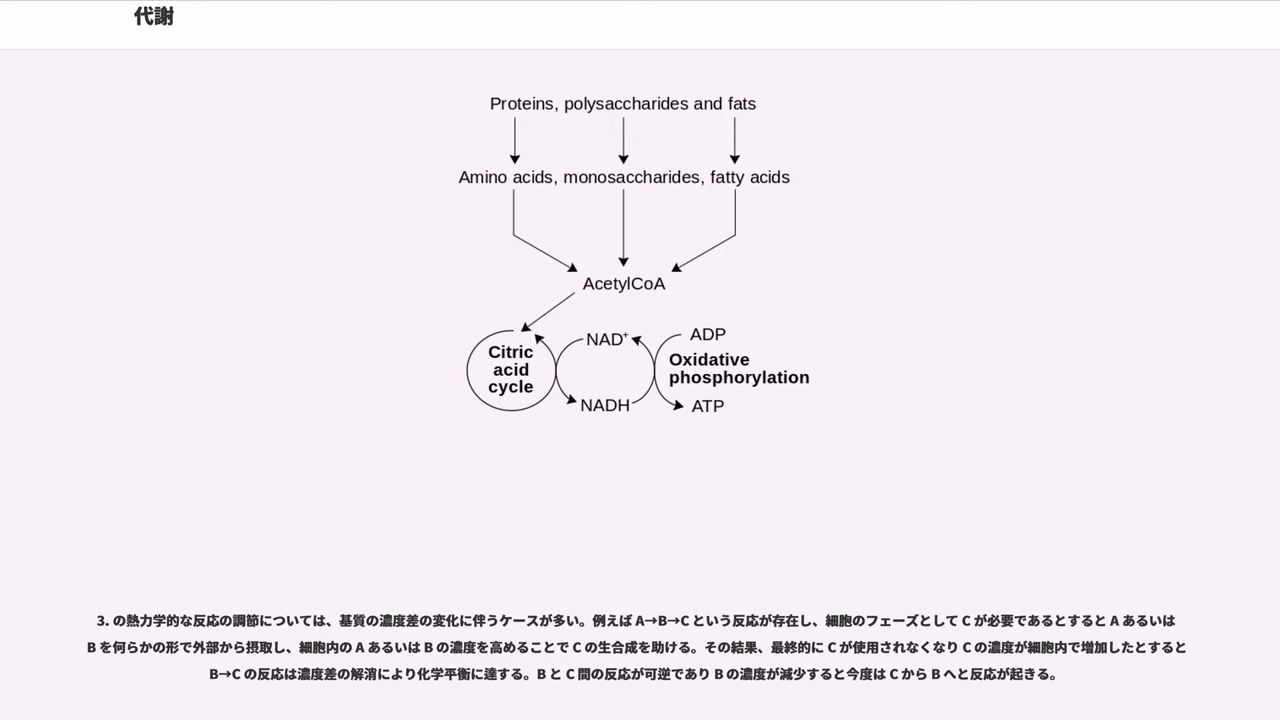 代謝
Proteins, polysaccharides and fats
Amino acids, monosaccharides, fatty acids
AcetylCoA
Citric
acid
cycle
NAD+
NADH
ADP
Oxidative
phosphorylation
ATP
3. の熱力学的な反応の調節については、基質の濃度差の変化に伴うケースが多い。例えば A→B→C という反応が存在し、細胞のフェーズとして C が必要であるとすると A あるいは
B を何らかの形で外部から摂取し、細胞内の A あるいは B の濃度を高めることで C の生合成を助ける。その結果、最終的に C が使用されなくなり C の濃度が細胞内で増加したとすると
B→C の反応は濃度差の解消により化学平衡に達する。B と C 間の反応が可逆であり B の濃度が減少すると今度は C から B へと反応が起きる。